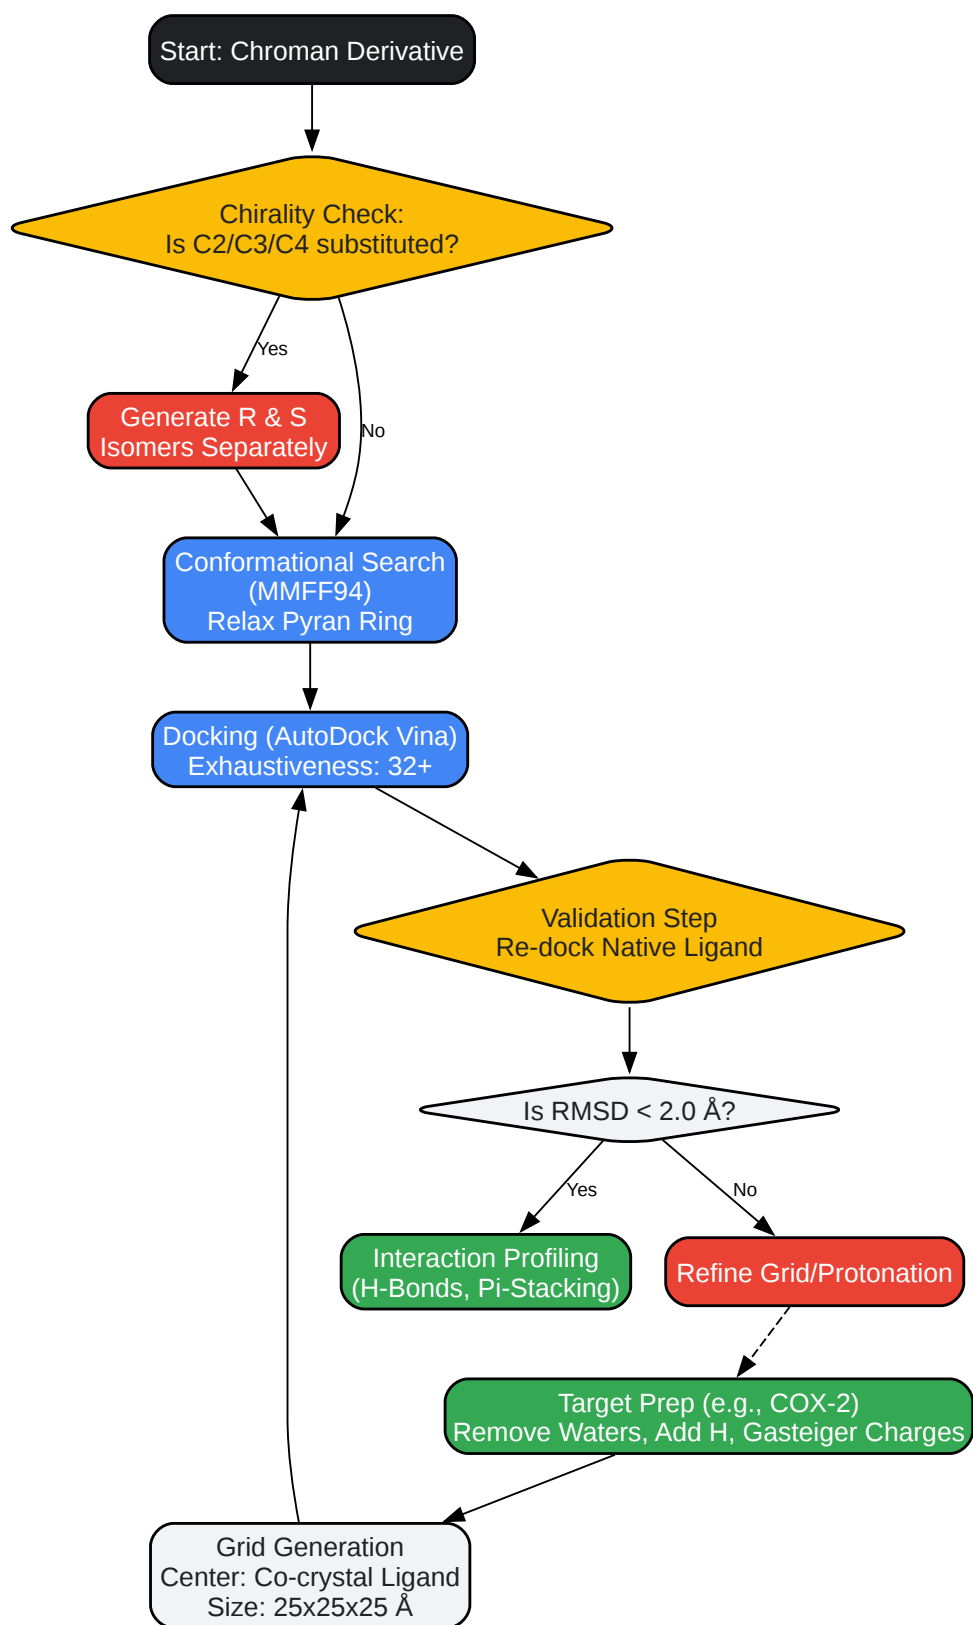 Start: Chroman Derivative
Chirality Check:
Is C2/C3/C4 substituted?
Yes
No
Generate R & S
Isomers Separately
Conformational Search
(MMFF94)
Relax Pyran Ring
Docking (AutoDock Vina)
Exhaustiveness: 32+
Validation Step
Re-dock Native Ligand
Is RMSD < 2.0 Å?
Yes
No
Interaction Profiling
(H-Bonds, Pi-Stacking)
Refine Grid/Protonation
Target Prep (e.g., COX-2)
Remove Waters, Add H, Gasteiger Charges
Grid Generation
Center: Co-crystal Ligand
Size: 25x25x25 Å